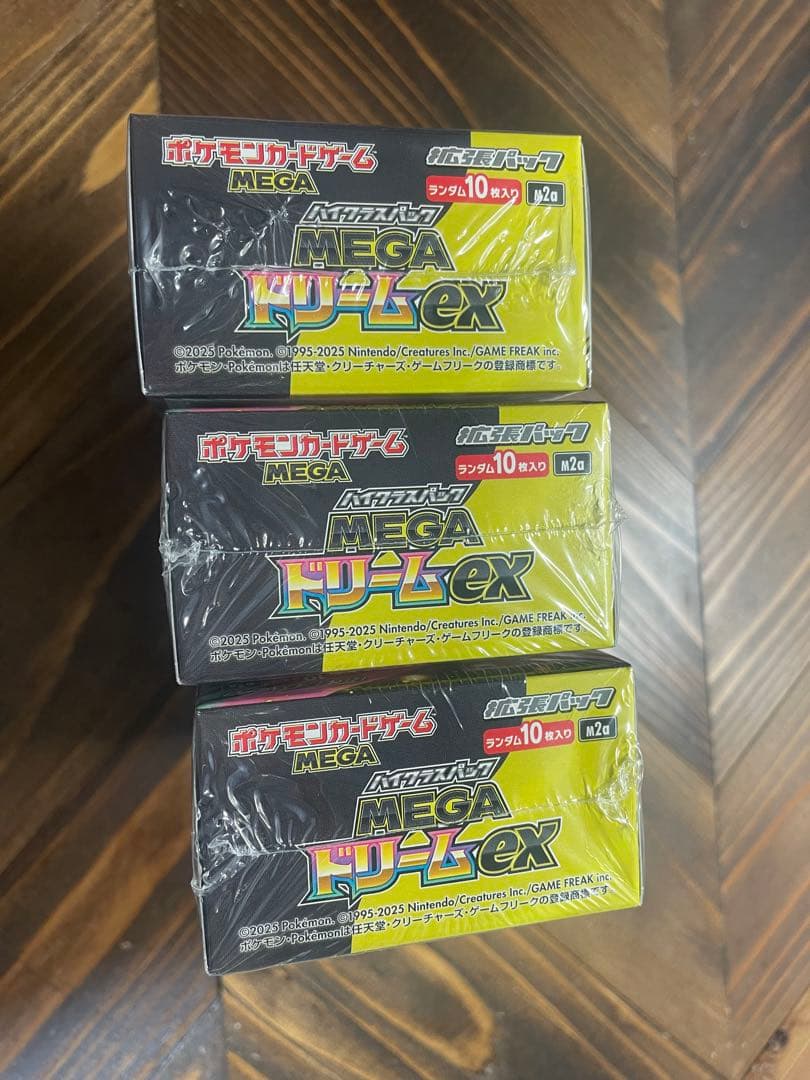 ポケモンカードゲーム
MEGA
拡張パック
ランダム10枚入り M2a
ハイクラスパック
MEGA
ドリームex
©2025 Pokémon. ©1995-2025 Nintendo/Creatures Inc./GAME FREAK inc.
ポケモン・Pokémonは任天堂・クリーチャーズ・ゲームフリークの登録商標です。
ポケモンカードゲーム
MEGA
拡張パック
ランダム10枚入り M2a
ハイクラスパック
MEGA
ドリームex
©2025 Pokémon. ©1995-2025 Nintendo/Creatures Inc./GAME FREAK inc.
ポケモン・Pokémonは任天堂・クリーチャーズ・ゲームフリークの登録商標です。
ポケモンカードゲーム
MEGA
拡張パック
ランダム10枚入り M2a
ハイクラスパック
MEGA
ドリームex
©2025 Pokémon. ©1995-2025 Nintendo/Creatures Inc./GAME FREAK inc.
ポケモン・Pokémonは任天堂・クリーチャーズ・ゲームフリークの登録商標です。